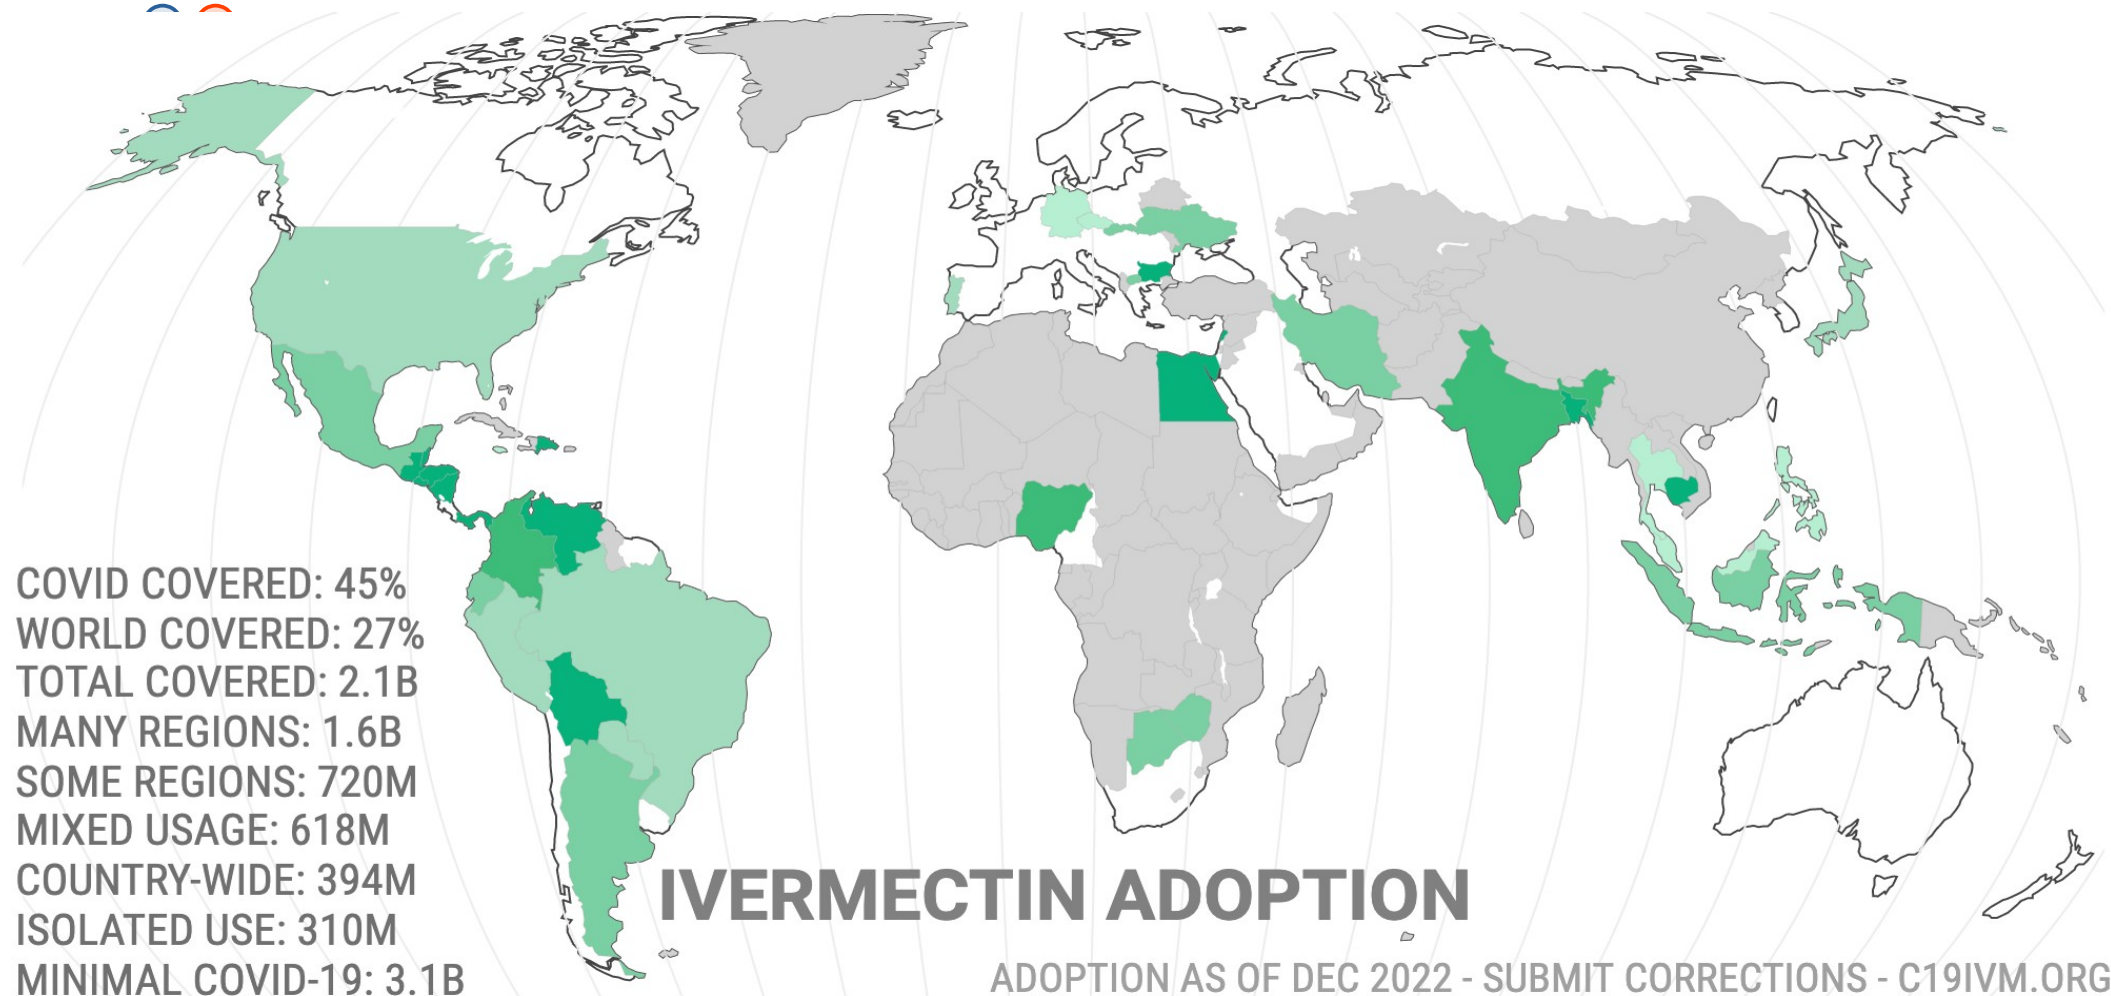 COVID COVERED: 45%
WORLD COVERED: 27%
TOTAL COVERED: 2.1B
MANY REGIONS: 1.6B
SOME REGIONS: 720M
MIXED USAGE: 618M
COUNTRY-WIDE: 394M
ISOLATED USE: 310M
MINIMAL COVID-19: 3.1B
IVERMECTIN ADOPTION
ADOPTION AS OF DEC 2022 - SUBMIT CORRECTIONS - C19IVM.ORG